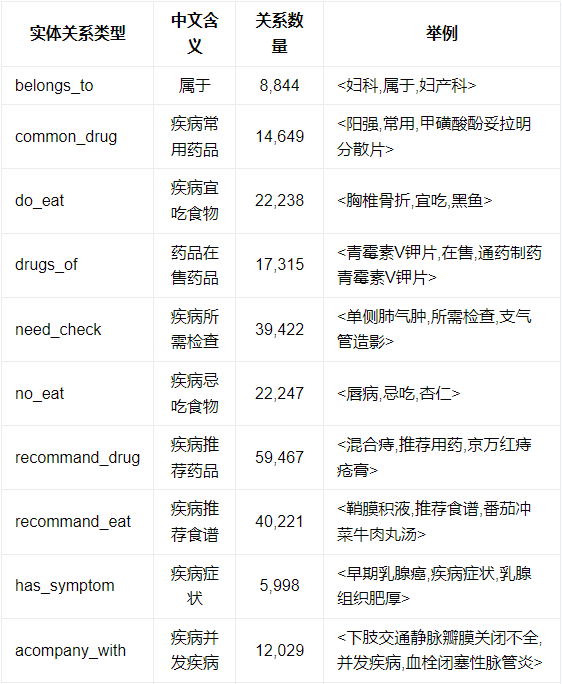 实体关系类型 中文含义 关系数量 举例
belongs_to 属于 8,844 <妇科,属于,妇产科>
common_drug 疾病常用药品 14,649 <阳强,常用,甲磺酸酚妥拉明分散片>
do_eat 疾病宜吃食物 22,238 <胸椎骨折,宜吃,黑鱼>
drugs_of 药品在售药品 17,315 <青霉素V钾片,在售,通药制药青霉素V钾片>
need_check 疾病所需检查 39,422 <单侧肺气肿,所需检查,支气管造影>
no_eat 疾病忌吃食物 22,247 <唇病,忌吃,杏仁>
recommand_drug 疾病推荐药品 59,467 <混合痔,推荐用药,京万红痔疮膏>
recommand_eat 疾病推荐食谱 40,221 <鞘膜积液,推荐食谱,番茄冲菜牛肉丸汤>
has_symptom 疾病症状 5,998 <早期乳腺癌,疾病症状,乳腺组织肥厚>
acompany_with 疾病并发疾病 12,029 <下肢交通静脉瓣膜关闭不全,并发疾病,血栓闭塞性脉管炎>